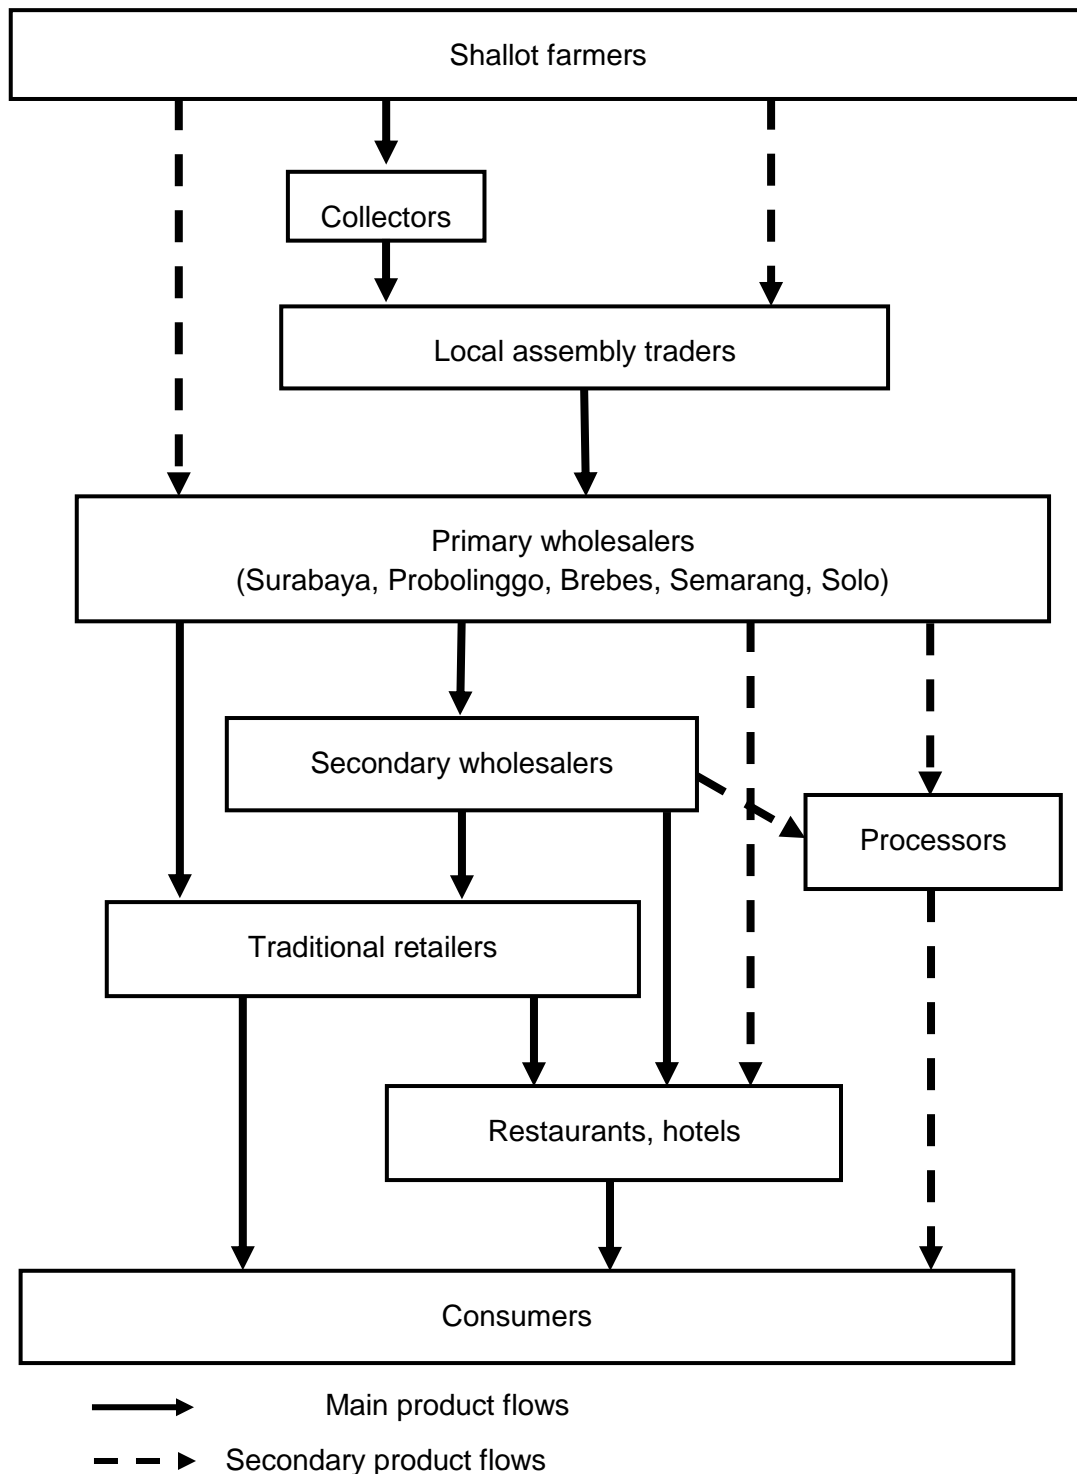 Shallot farmers
Collectors
Local assembly traders
Primary wholesalers
(Surabaya, Probolinggo, Brebes, Semarang, Solo)
Secondary wholesalers
Processors
Traditional retailers
Restaurants, hotels
Consumers
Main product flows
Secondary product flows